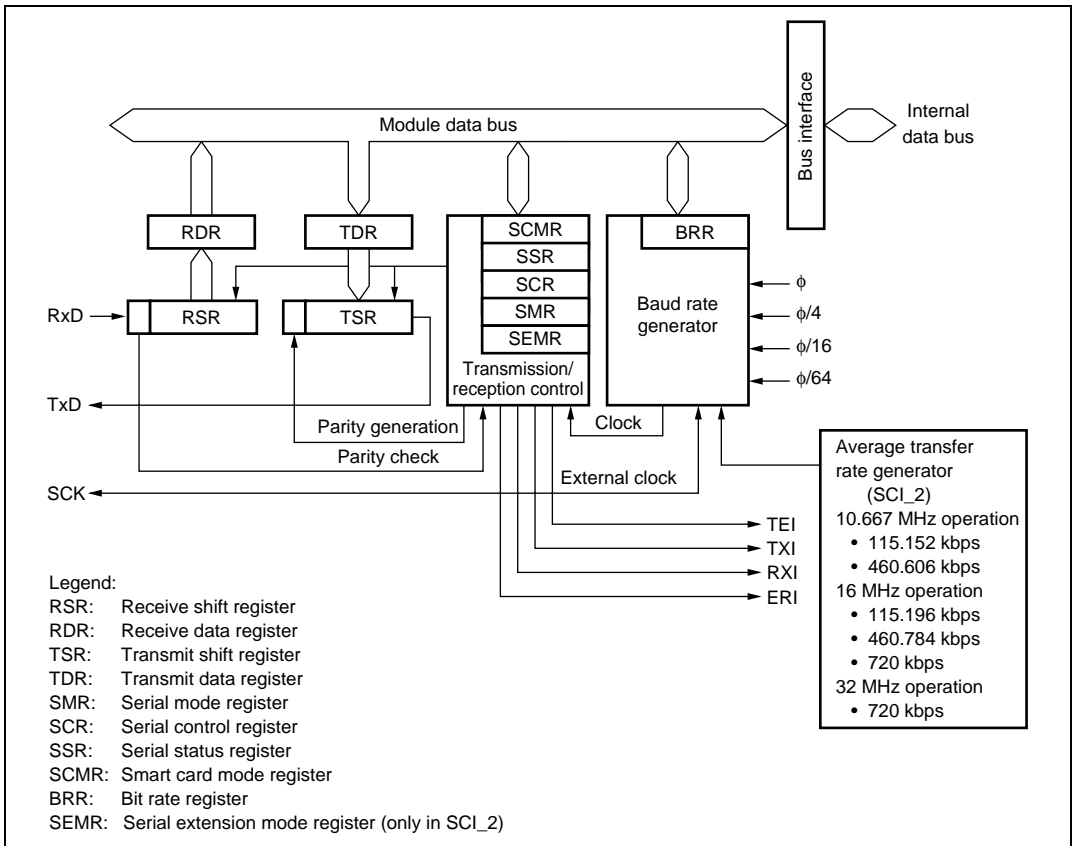 Module data bus
Bus interface
Internal
data bus
RDR
TDR
SCMR
SSR
SCR
SMR
SEMR
Transmission/
reception control
BRR
Baud rate
generator
φ
φ/4
φ/16
φ/64
RxD
RSR
TSR
TxD
Parity generation
Parity check
Clock
SCK
External clock
TEI
TXI
RXI
ERI
Average transfer
rate generator
(SCI_2)
10.667 MHz operation
• 115.152 kbps
• 460.606 kbps
16 MHz operation
• 115.196 kbps
• 460.784 kbps
• 720 kbps
32 MHz operation
• 720 kbps
Legend:
RSR: Receive shift register
RDR: Receive data register
TSR: Transmit shift register
TDR: Transmit data register
SMR: Serial mode register
SCR: Serial control register
SSR: Serial status register
SCMR: Smart card mode register
BRR: Bit rate register
SEMR: Serial extension mode register (only in SCI_2)